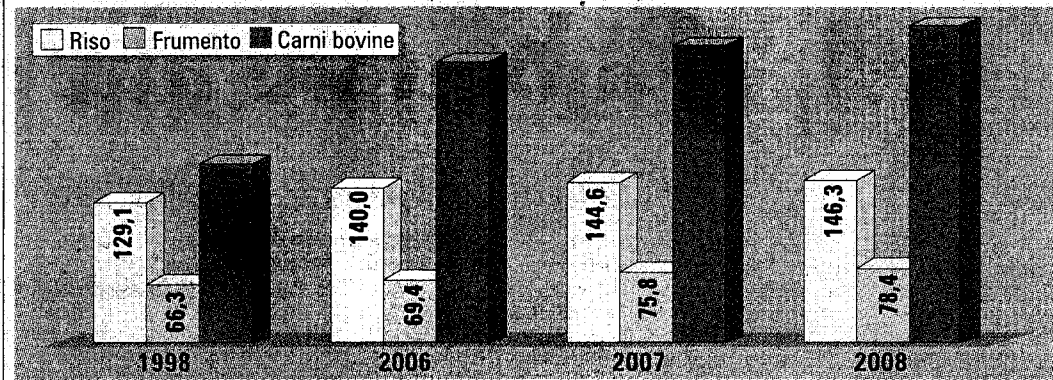 Riso Frumento Carni bovine
129,1 66,3 140,0 69,4 144,6 75,8 146,3 78,4
1998 2006 2007 2008